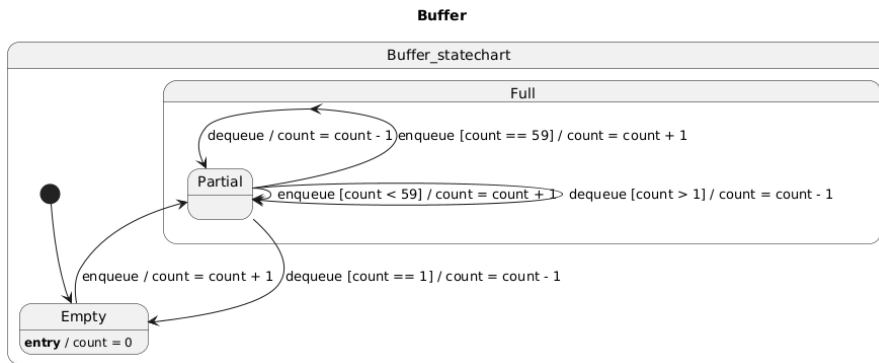 Buffer
Buffer_statechart
Full
dequeue / count = count - 1
enqueue [count == 59] / count = count + 1
Partial
enqueue [count < 59] / count = count + 1
dequeue [count > 1] / count = count - 1
enqueue / count = count + 1
dequeue [count == 1] / count = count - 1
Empty
entry / count = 0